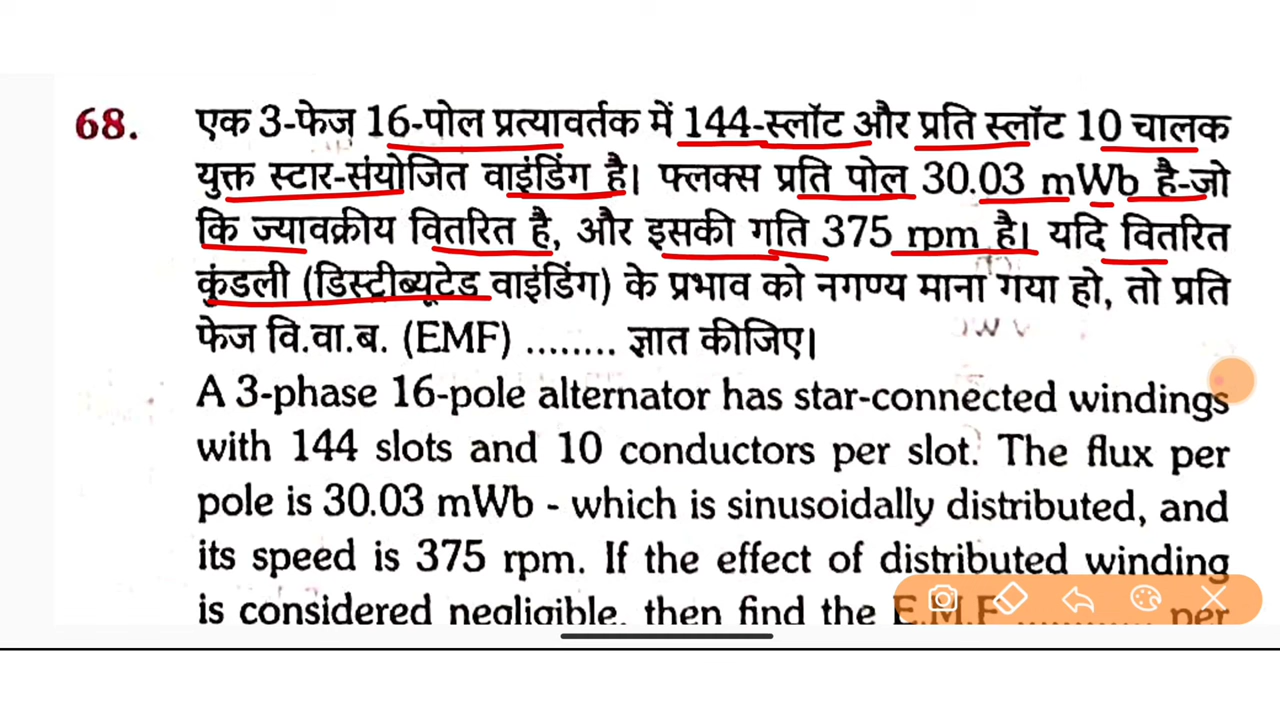 68. एक 3-फेज 16-पोल प्रत्यावर्तक में 144-स्लॉट और प्रति स्लॉट 10 चालक
युक्त स्टार-संयोजित वाइंडिंग है। फ्लक्स प्रति पोल 30.03 mWb है-जो
कि ज्यावक्रीय वितरित है, और इसकी गति 375 rpm है। यदि वितरित
कुंडली (डिस्ट्रीब्यूटेड वाइंडिंग) के प्रभाव को नगण्य माना गया हो, तो प्रति
फेज वि.वा.ब. (EMF) ........ ज्ञात कीजिए।
A 3-phase 16-pole alternator has star-connected windings
with 144 slots and 10 conductors per slot. The flux per
pole is 30.03 mWb - which is sinusoidally distributed, and
its speed is 375 rpm. If the effect of distributed winding
is considered negligible, then find the E.M.F ............ per